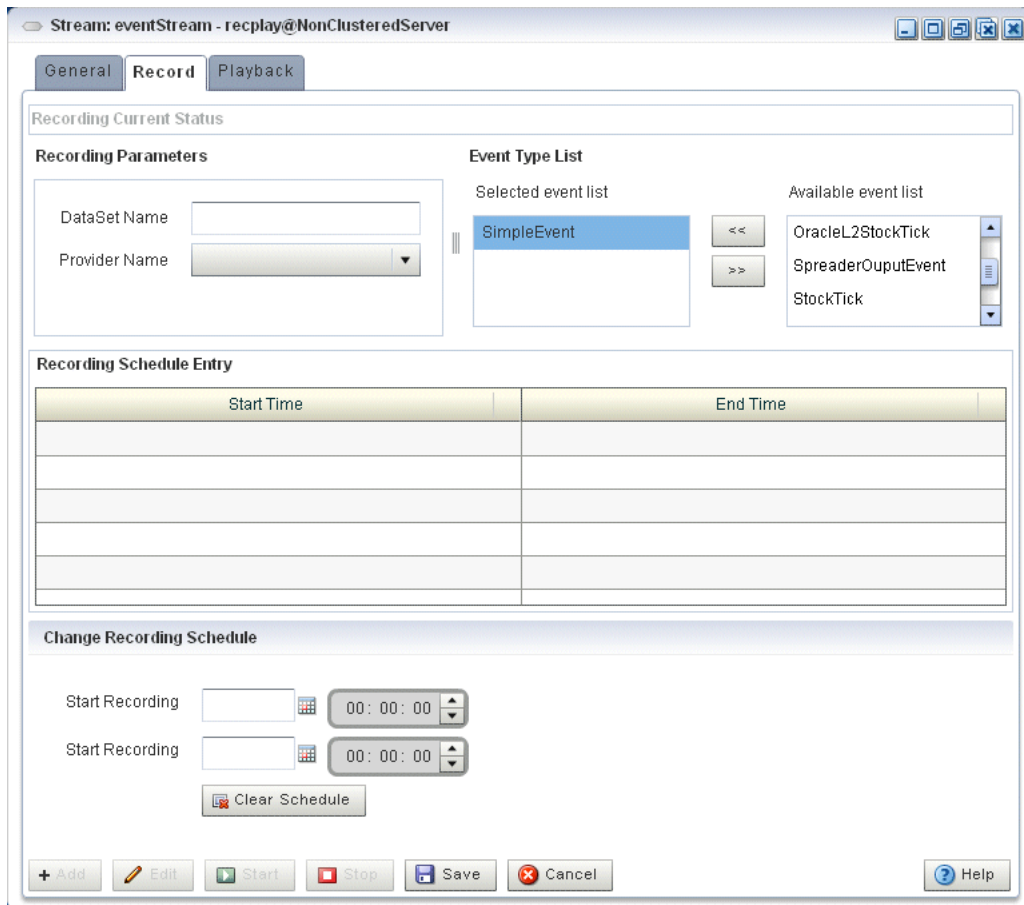 Stream: eventStream - recplay@NonClusteredServer
General Record Playback
Recording Current Status
Recording Parameters
DataSet Name
Provider Name
Event Type List
Selected event list
SimpleEvent
<<
>>
Available event list
OracleL2StockTick
SpreaderOuputEvent
StockTick
Recording Schedule Entry
Start Time End Time
Change Recording Schedule
Start Recording 00: 00: 00
Start Recording 00: 00: 00
Clear Schedule
Add Edit Start Stop Save Cancel Help